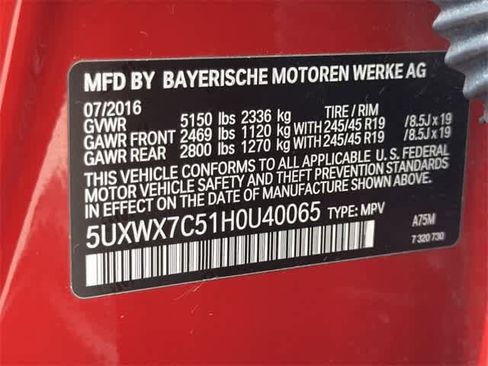 MFD BY BAYERISCHE MOTOREN WERKE AG
07/2016 TIRE / RIM
GVWR 5150 lbs 2336 kg
GAWR FRONT 2469 lbs 1120 kg WITH 245/45 R19 /8.5J x 19
GAWR REAR 2800 lbs 1270 kg WITH 245/45 R19 /8.5J x 19
THIS VEHICLE CONFORMS TO ALL APPLICABLE U.S. FEDERAL
MOTOR VEHICLE SAFETY AND THEFT PREVENTION STANDARDS
IN EFFECT ON THE DATE OF MANUFACTURE SHOWN ABOVE.
5UXWX7C51H0U40065 TYPE: MPV
A75M
7 320 730